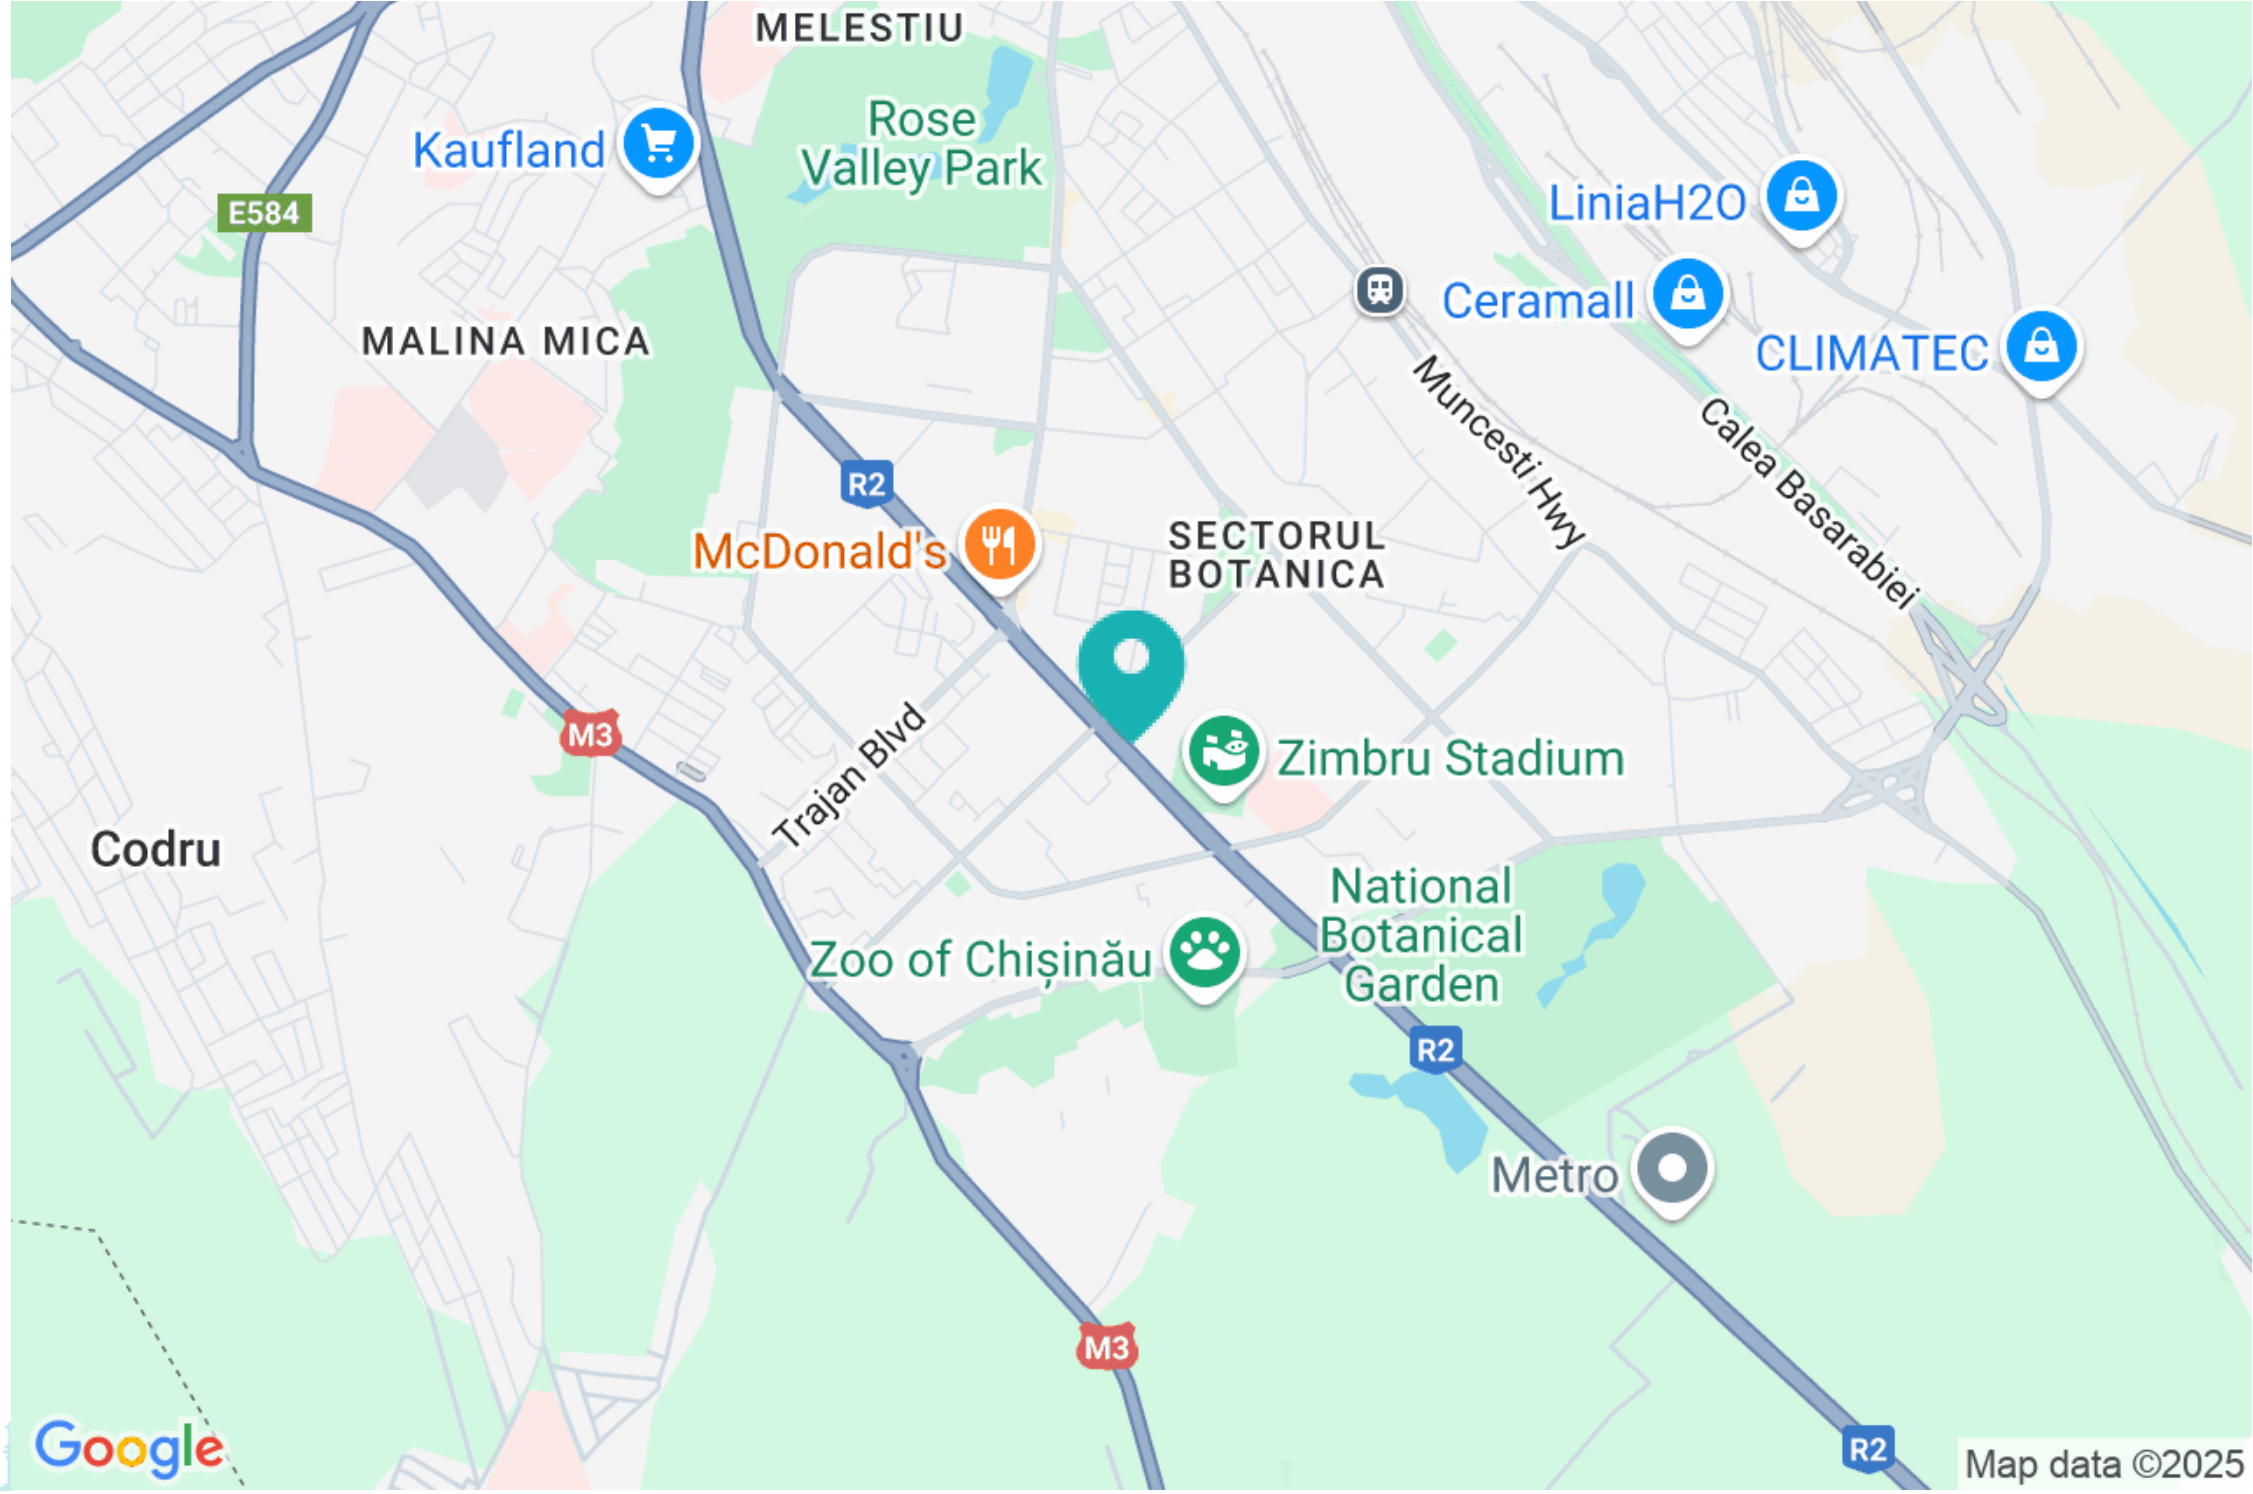 MELESTIU
Rose
Valley Park
Kaufland
LiniaH2O
E584
Ceramall
MALINA MICA
CLIMATEC
Muncesti Hwy
Calea Basarabiei
R2
McDonald's
SECTORUL
BOTANICA
M3
Trajan Blvd
Zimbru Stadium
Codru
National
Botanical
Garden
Zoo of Chișinău
R2
Metro
M3
Google
R2
Map data ©2025